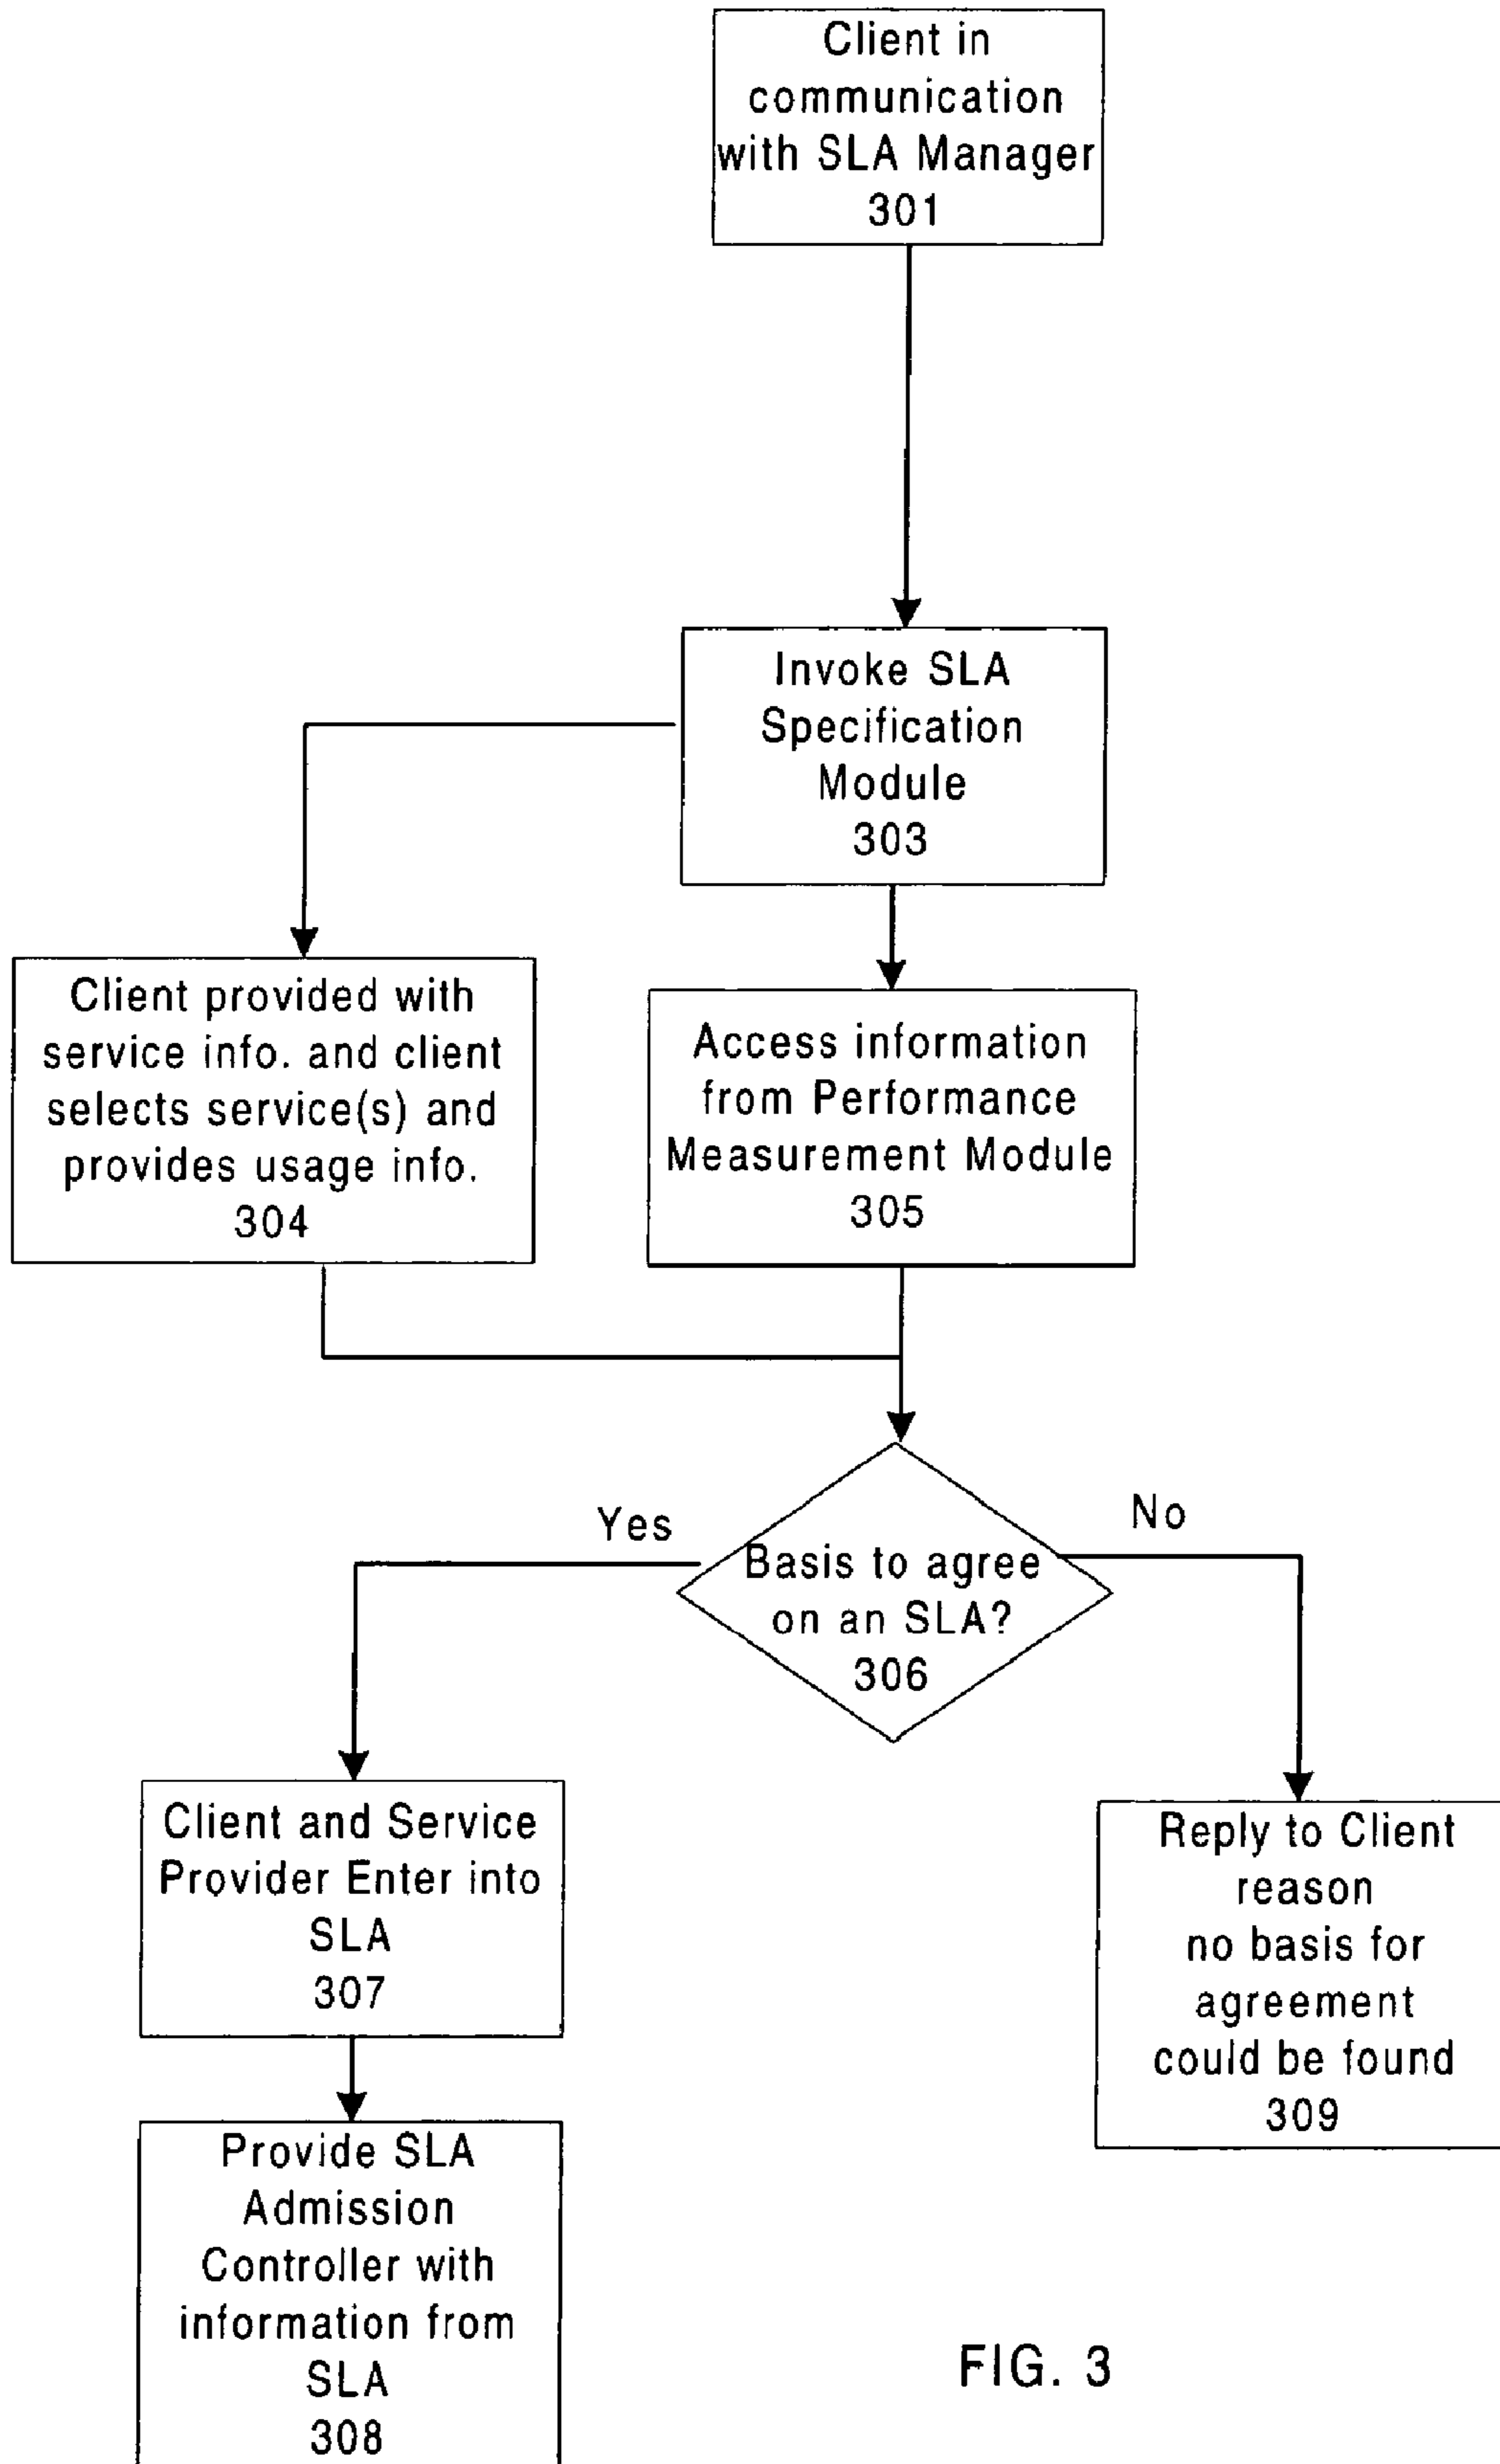 Client in
communication
with SLA Manager
301
Invoke SLA
Specification
Module
303
Client provided with
service info. and client
selects service(s) and
provides usage info.
304
Access information
from Performance
Measurement Module
305
Yes
No
Basis to agree
on an SLA?
306
Client and Service
Provider Enter into
SLA
307
Reply to Client
reason
no basis for
agreement
could be found
309
Provide SLA
Admission
Controller with
information from
SLA
308
FIG. 3